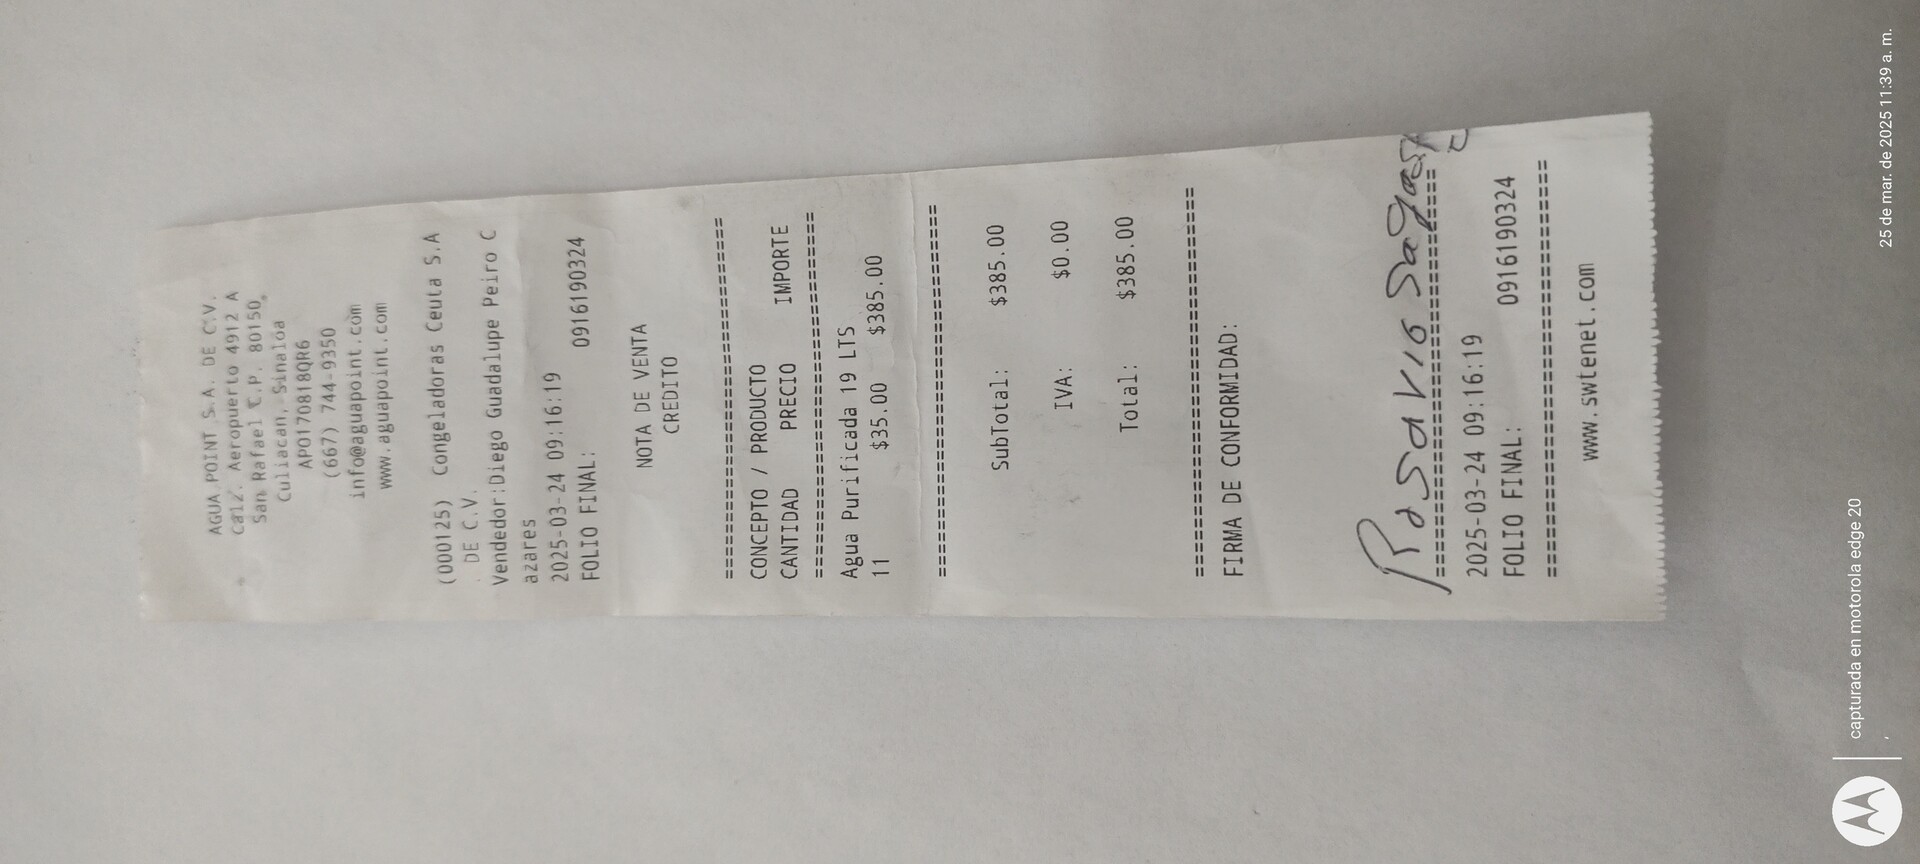 AGUA POINT S.A. DE C.V.
Calz. Aeropuerto 4912 A
San Rafael C.P. 80150,
Culiacan, Sinaloa
APO170818QR6
(667) 744-9350
info@aguapoint.com
www.aguapoint.com
(000125) Congeladoras Ceuta S.A
. DE C.V.
Vendedor:Diego Guadalupe Peiro C
azares
2025-03-24 09:16:19
FOLIO FINAL: 0916190324
NOTA DE VENTA
CREDITO
================================
CONCEPTO / PRODUCTO
CANTIDAD PRECIO IMPORTE
================================
Agua Purificada 19 LTS
11 $35.00 $385.00
================================
SubTotal: $385.00
IVA: $0.00
Total: $385.00
================================
FIRMA DE CONFORMIDAD:
================================
2025-03-24 09:16:19
FOLIO FINAL: 0916190324
================================
www.swtenet.com
capturada en motorola edge 20
25 de mar. de 2025 11:39 a. m.